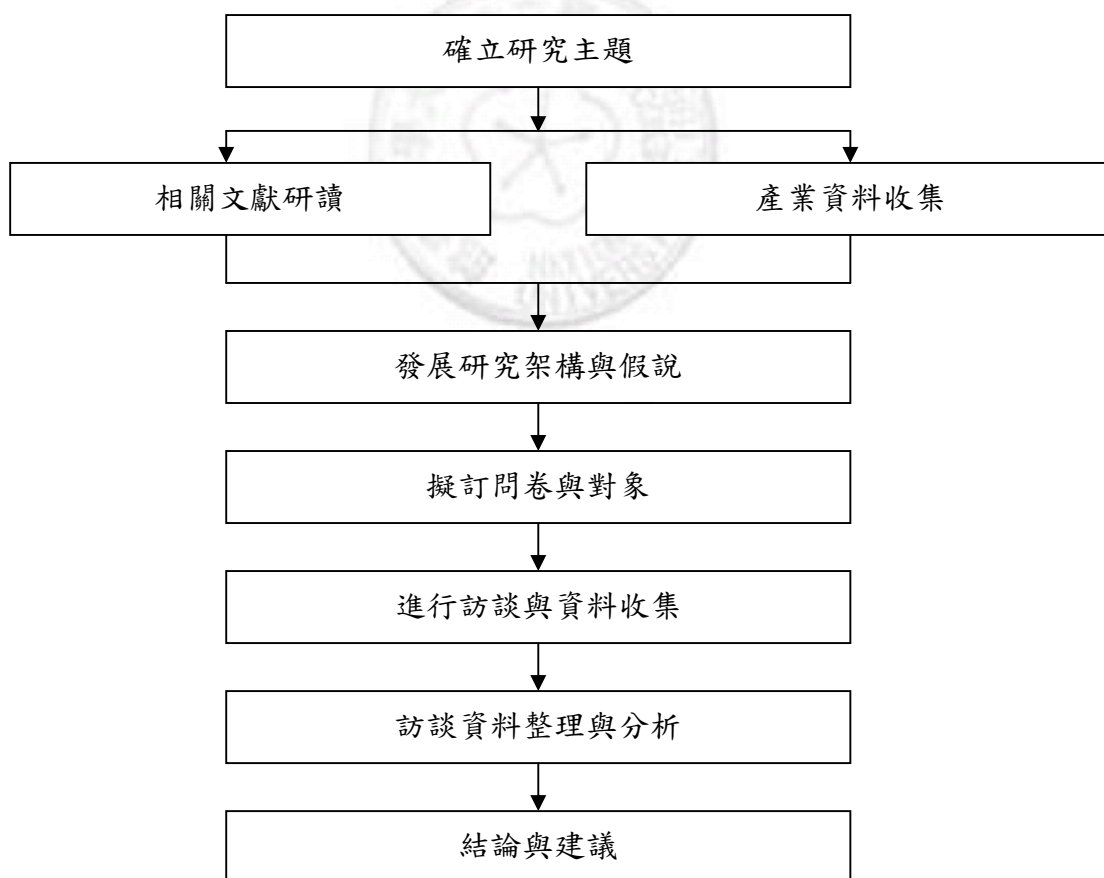 確立研究主題
相關文獻研讀
產業資料收集
發展研究架構與假說
擬訂問卷與對象
進行訪談與資料收集
訪談資料整理與分析
結論與建議